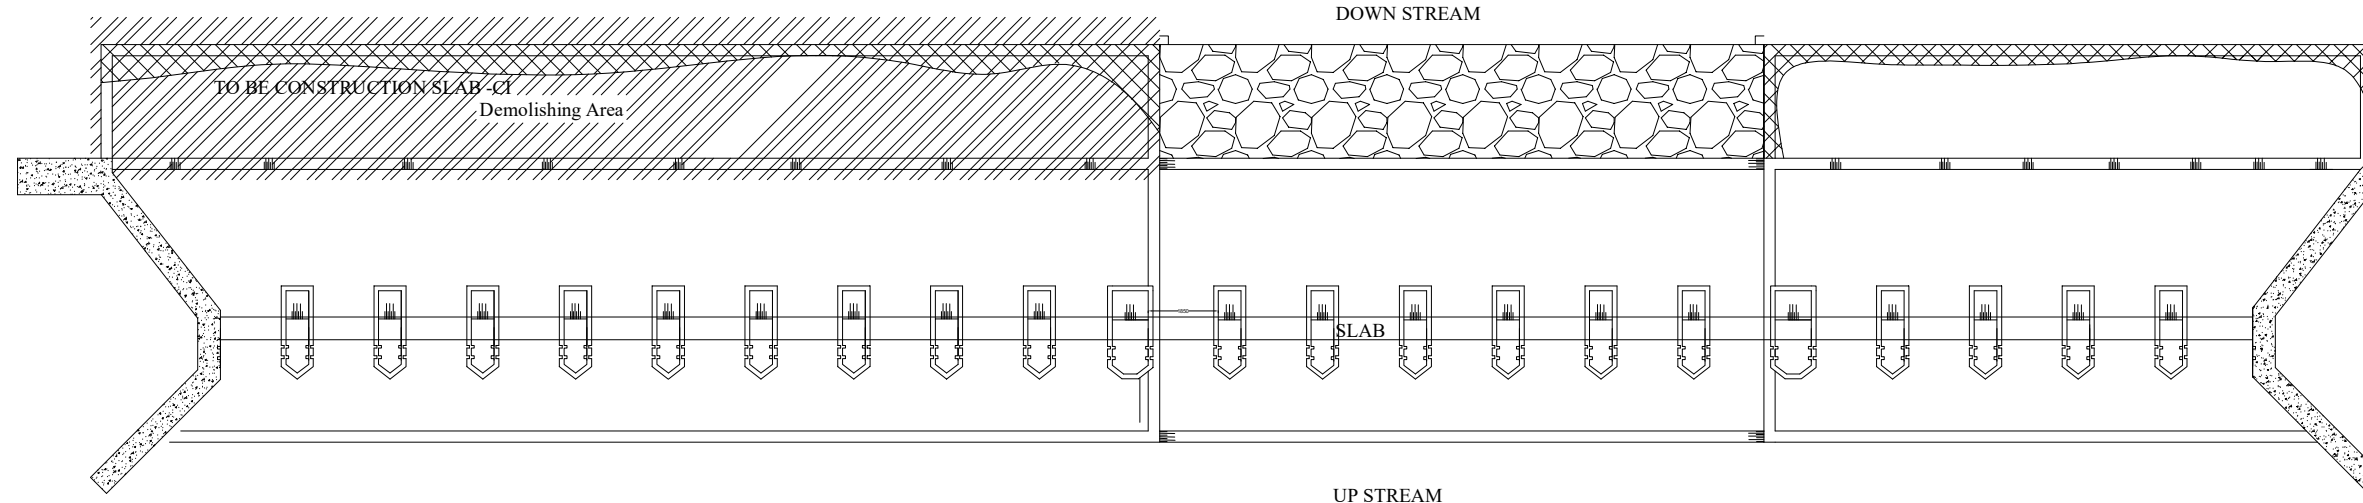 DOWN STREAM
TO BE CONSTRUCTION SLAB -CI
Demolishing Area
SLAB
UP STREAM